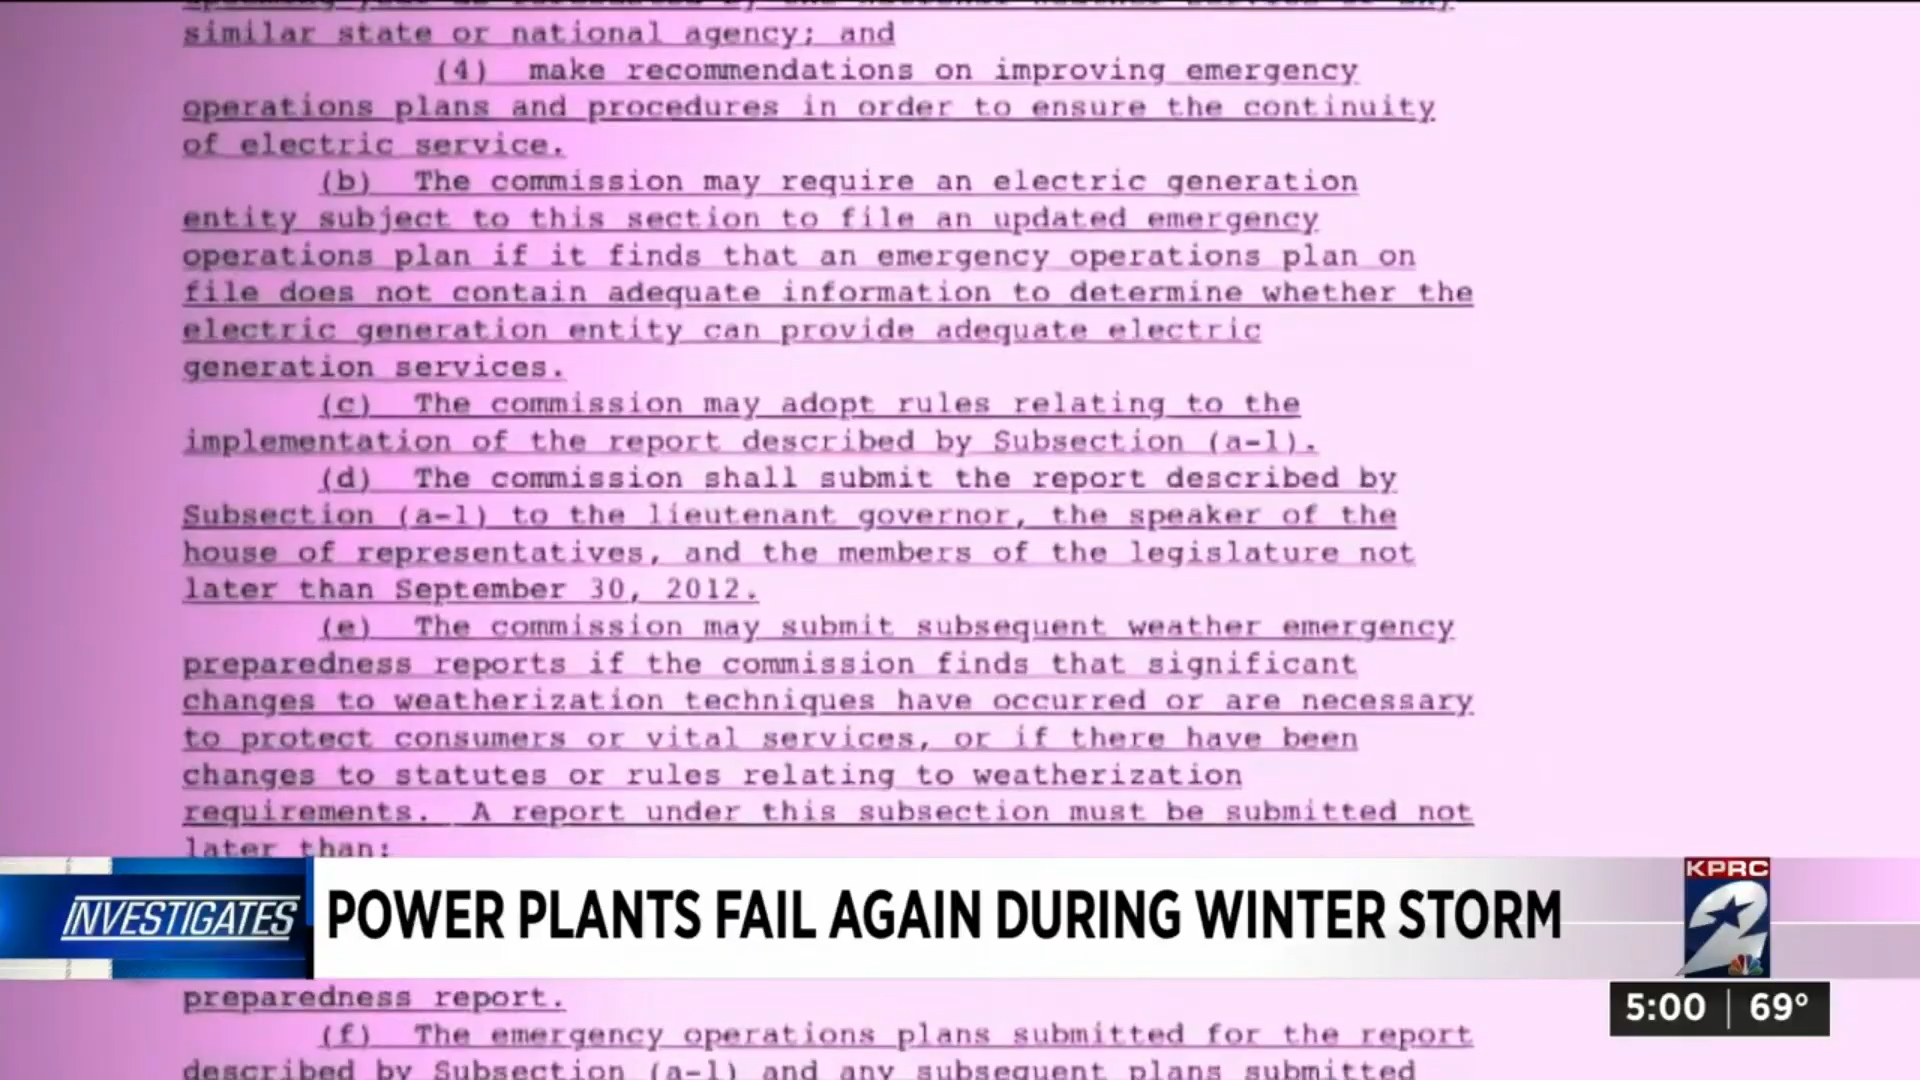 similar state or national agency; and
(4) make recommendations on improving emergency
operations plans and procedures in order to ensure the continuity
of electric service.
(b) The commission may require an electric generation
entity subject to this section to file an updated emergency
operations plan if it finds that an emergency operations plan on
file does not contain adequate information to determine whether the
electric generation entity can provide adequate electric
generation services.
(c) The commission may adopt rules relating to the
implementation of the report described by Subsection (a-1).
(d) The commission shall submit the report described by
Subsection (a-1) to the lieutenant governor, the speaker of the
house of representatives, and the members of the legislature not
later than September 30, 2012.
(e) The commission may submit subsequent weather emergency
preparedness reports if the commission finds that significant
changes to weatherization techniques have occurred or are necessary
to protect consumers or vital services, or if there have been
changes to statutes or rules relating to weatherization
requirements. A report under this subsection must be submitted not
later than:
INVESTIGATES
POWER PLANTS FAIL AGAIN DURING WINTER STORM
KPRC
2
preparedness report.
5:00 69°
(f) The emergency operations plans submitted for the report
described by Subsection (a-1) and any subsequent plans submitted